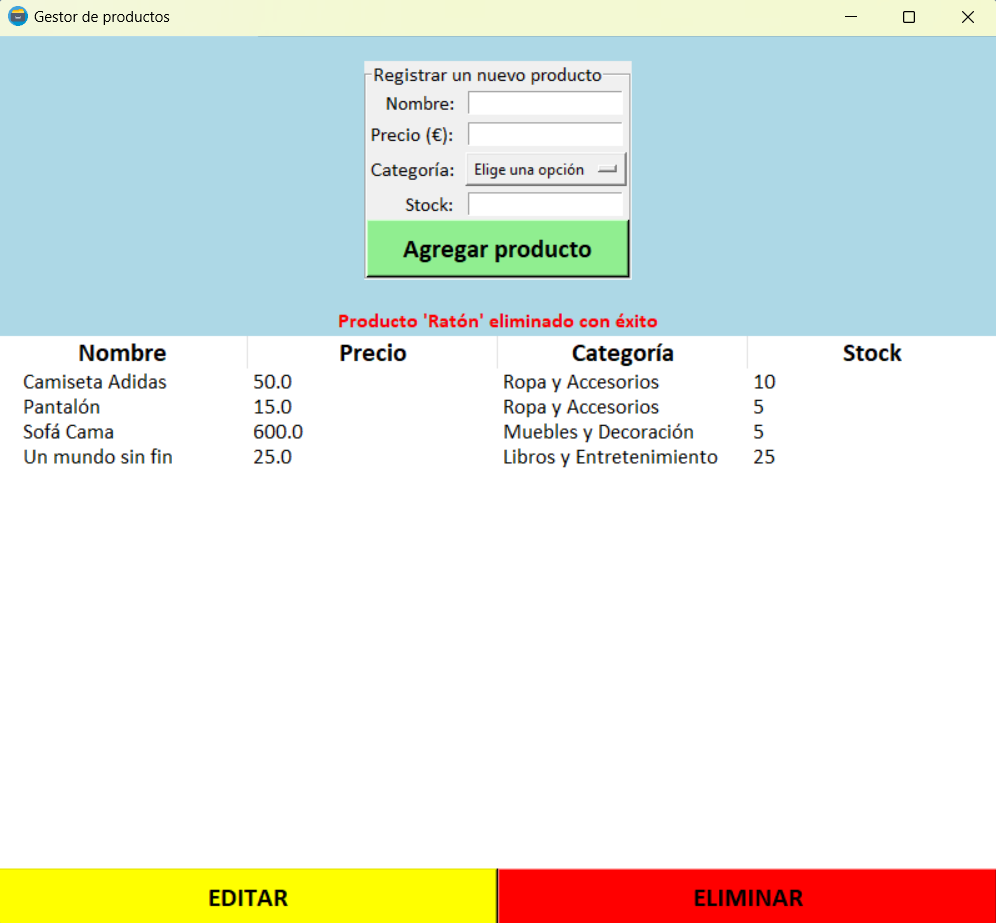 Gestor de productos
Registrar un nuevo producto
Nombre:
Precio (€):
Categoría: Elige una opción
Stock:
Agregar producto
Producto 'Ratón' eliminado con éxito
Nombre Precio Categoría Stock
Camiseta Adidas 50.0 Ropa y Accesorios 10
Pantalón 15.0 Ropa y Accesorios 5
Sofá Cama 600.0 Muebles y Decoración 5
Un mundo sin fin 25.0 Libros y Entretenimiento 25
EDITAR ELIMINAR